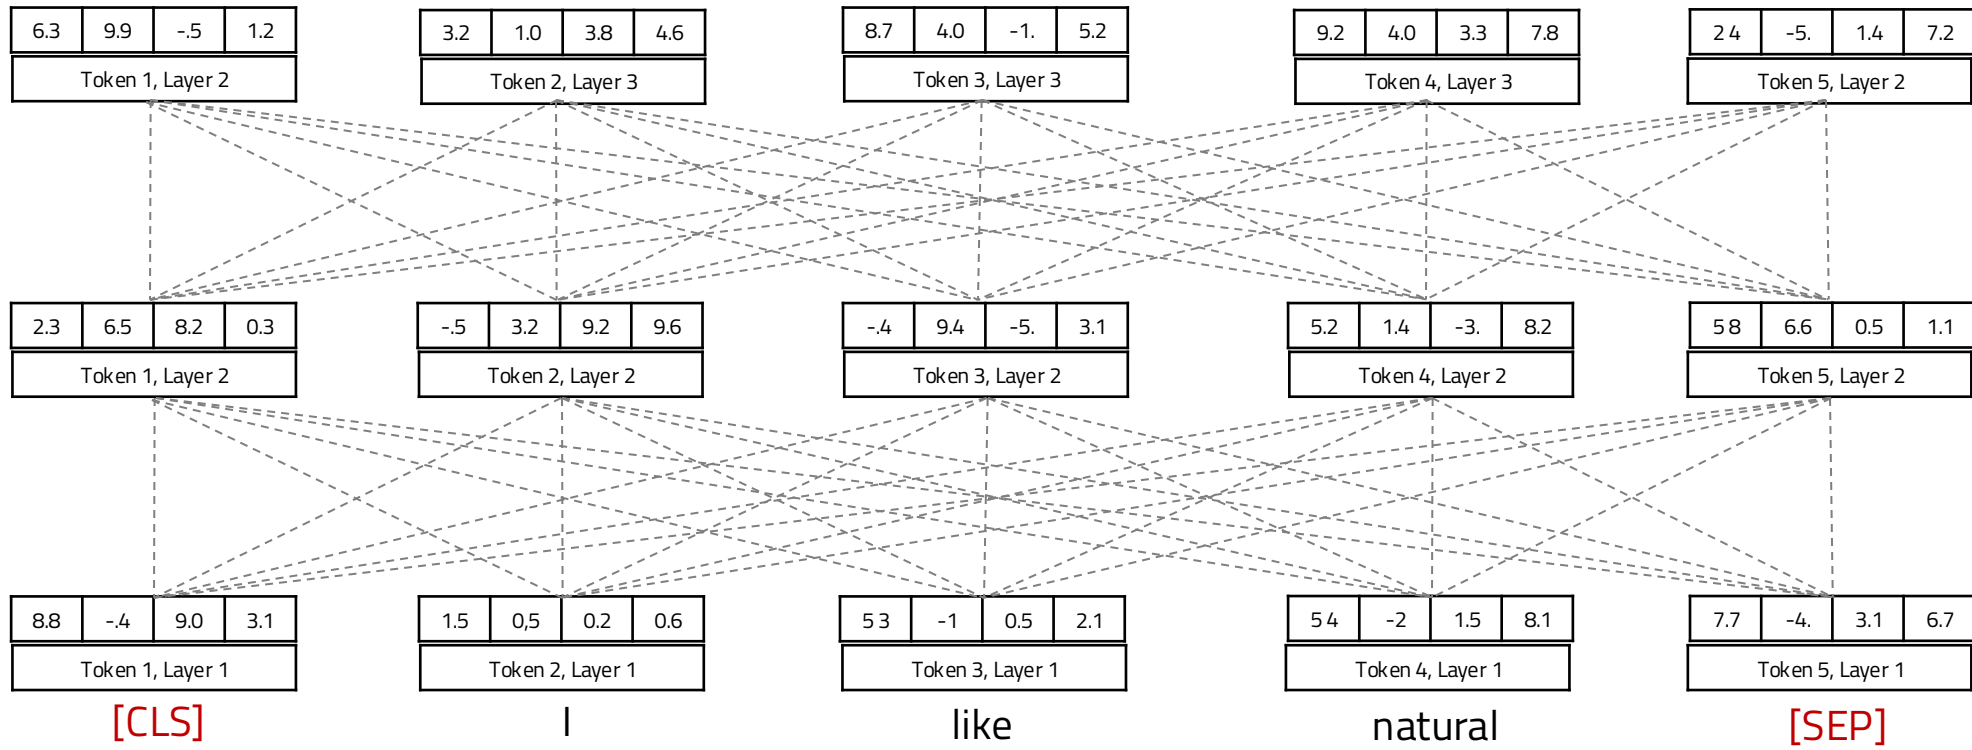 6.3 9.9 -.5 1.2 3.2 1.0 3.8 4.6 8.7 4.0 -1. 5.2 9.2 4.0 3.3 7.8 2 4 -5. 1.4 7.2
Token 1, Layer 2 Token 2, Layer 3 Token 3, Layer 3 Token 4, Layer 3 Token 5, Layer 2
2.3 6.5 8.2 0.3 -.5 3.2 9.2 9.6 -.4 9.4 -5. 3.1 5.2 1.4 -3. 8.2 5 8 6.6 0.5 1.1
Token 1, Layer 2 Token 2, Layer 2 Token 3, Layer 2 Token 4, Layer 2 Token 5, Layer 2
8.8 -.4 9.0 3.1 1.5 0,5 0.2 0.6 5 3 -1 0.5 2.1 5 4 -2 1.5 8.1 7.7 -4. 3.1 6.7
Token 1, Layer 1 Token 2, Layer 1 Token 3, Layer 1 Token 4, Layer 1 Token 5, Layer 1
[CLS] I like natural [SEP]